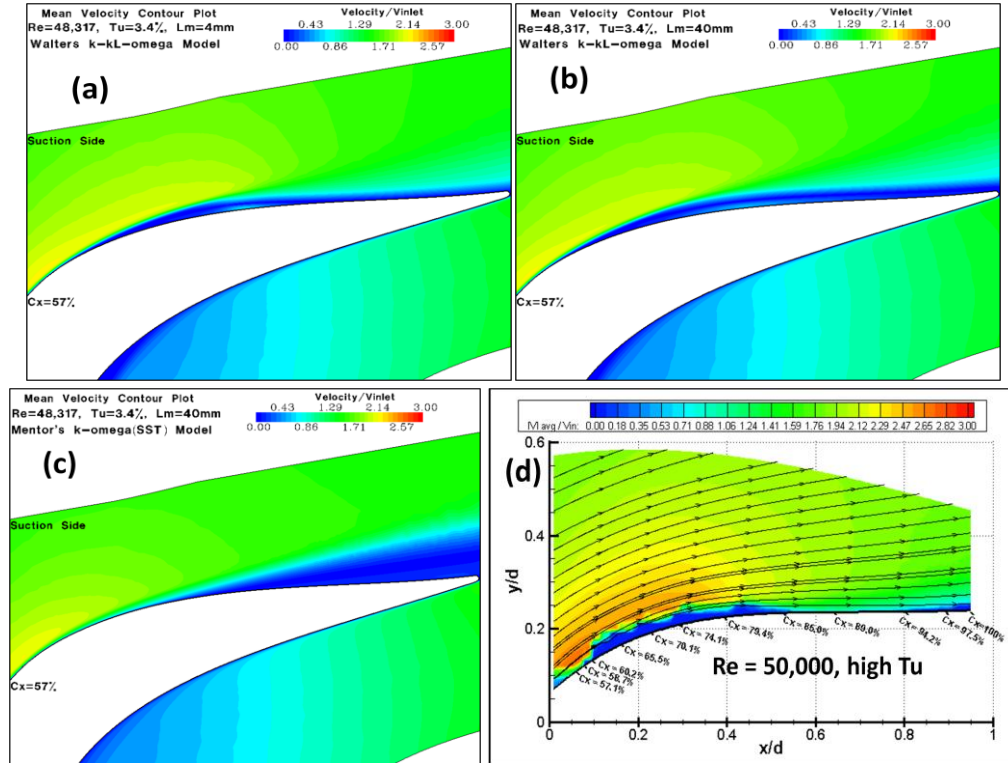 Mean Velocity Contour Plot
Re=48,317, Tu=3.4%, Lm=4mm
Walters k-kL-omega Model
Velocity/Vinlet
0.43 1.29 2.14 3.00
0.00 0.86 1.71 2.57
(a)
Suction Side
Cx=57%
Mean Velocity Contour Plot
Re=48,317, Tu=3.4%, Lm=40mm
Walters k-kL-omega Model
Velocity/Vinlet
0.43 1.29 2.14 3.00
0.00 0.86 1.71 2.57
(b)
Suction Side
Cx=57%
Mean Velocity Contour Plot
Re=48,317, Tu=3.4%, Lm=40mm
Mentor's k-omega(SST) Model
Velocity/Vinlet
0.43 1.29 2.14 3.00
0.00 0.86 1.71 2.57
(c)
Suction Side
Cx=57%
|V| avg / Vin: 0.00 0.18 0.35 0.53 0.71 0.88 1.06 1.24 1.41 1.59 1.76 1.94 2.12 2.29 2.47 2.65 2.82 3.00
(d)
0.6
0.4
0.2
0
y/d
Cx = 57.1%
Cx = 58.7%
Cx = 60.2%
Cx = 65.5%
Cx = 70.1%
Cx = 74.1%
Cx = 79.4%
Cx = 85.0%
Cx = 89.0%
Cx = 94.2%
Cx = 97.5%
Cx = 100%
Re = 50,000, high Tu
0 0.2 0.4 0.6 0.8 1
x/d